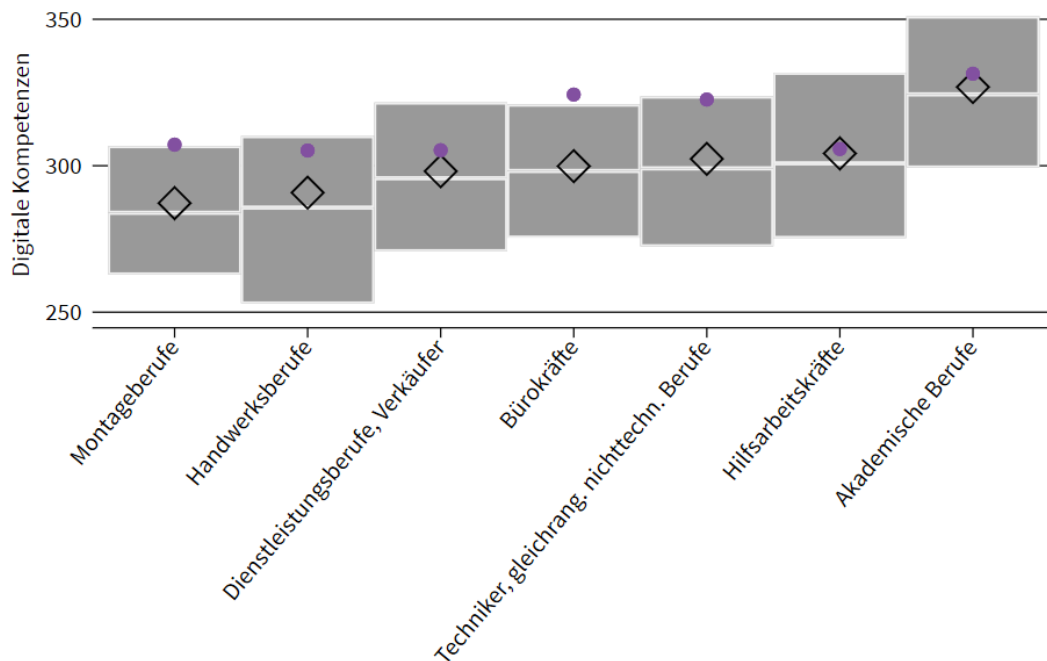 350
300
250
Digitale Kompetenzen
Montageberufe
Handwerksberufe
Dienstleistungsberufe, Verkäufer
Bürokräfte
Techniker, gleichrang. nichttechn. Berufe
Hilfsarbeitskräfte
Akademische Berufe